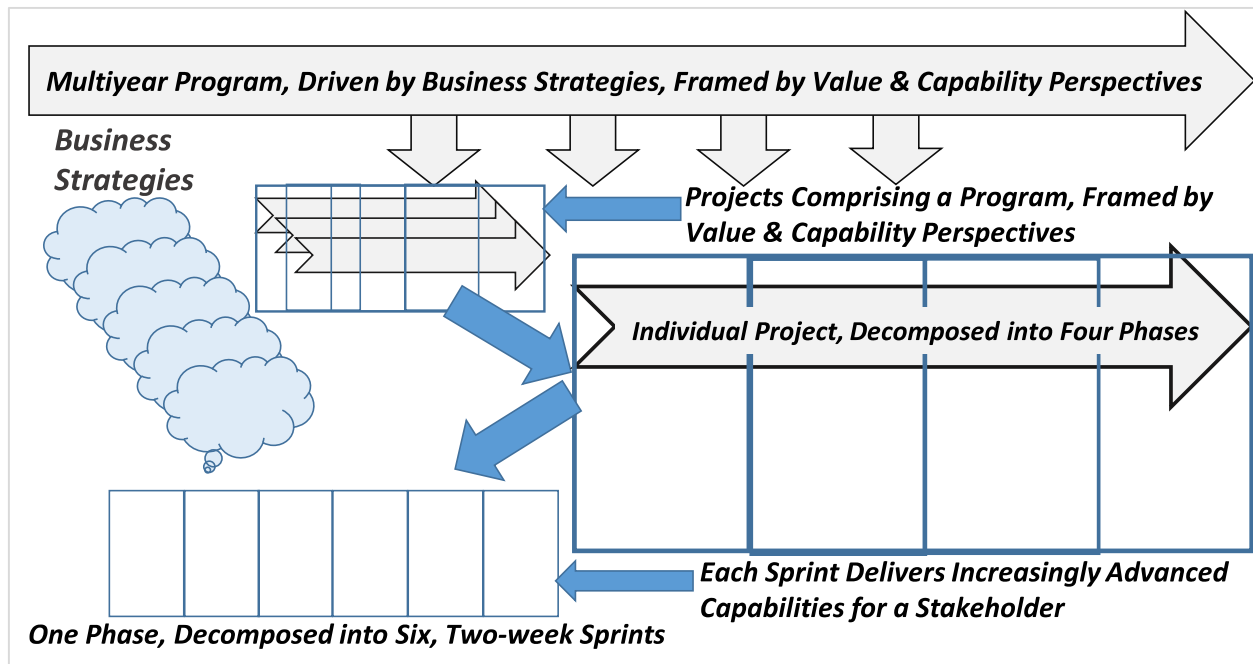 Multiyear Program, Driven by Business Strategies, Framed by Value & Capability Perspectives
Business
Strategies
Projects Comprising a Program, Framed by
Value & Capability Perspectives
Individual Project, Decomposed into Four Phases
Each Sprint Delivers Increasingly Advanced
Capabilities for a Stakeholder
One Phase, Decomposed into Six, Two-week Sprints